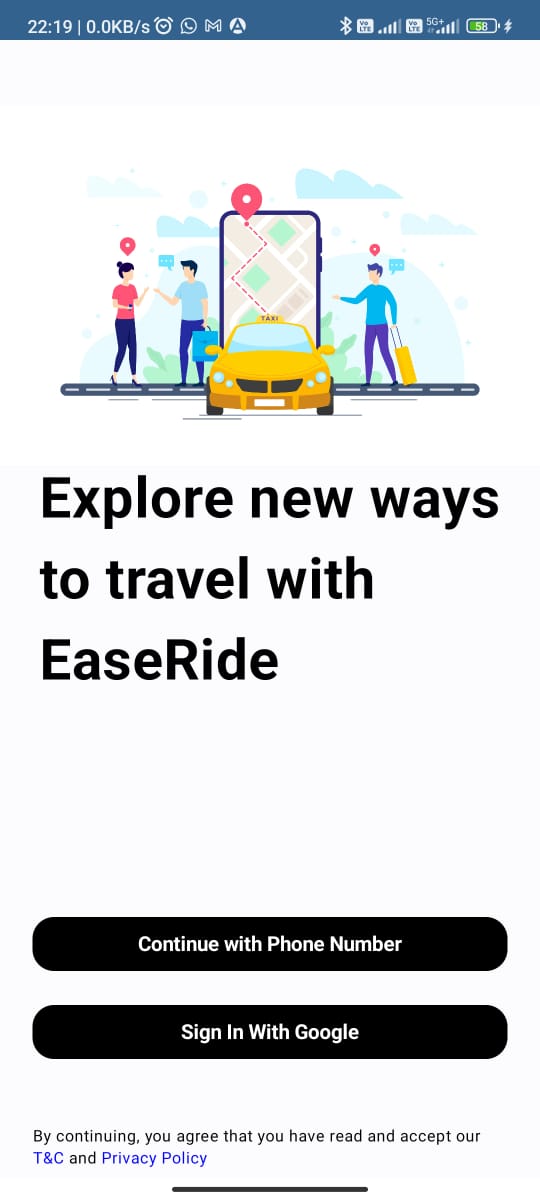 22:19 | 0.0KB/s Vo LTE Vo LTE 5G+ 58
TAXI
Explore new ways
to travel with
EaseRide
Continue with Phone Number
Sign In With Google
By continuing, you agree that you have read and accept our
T&C and Privacy Policy